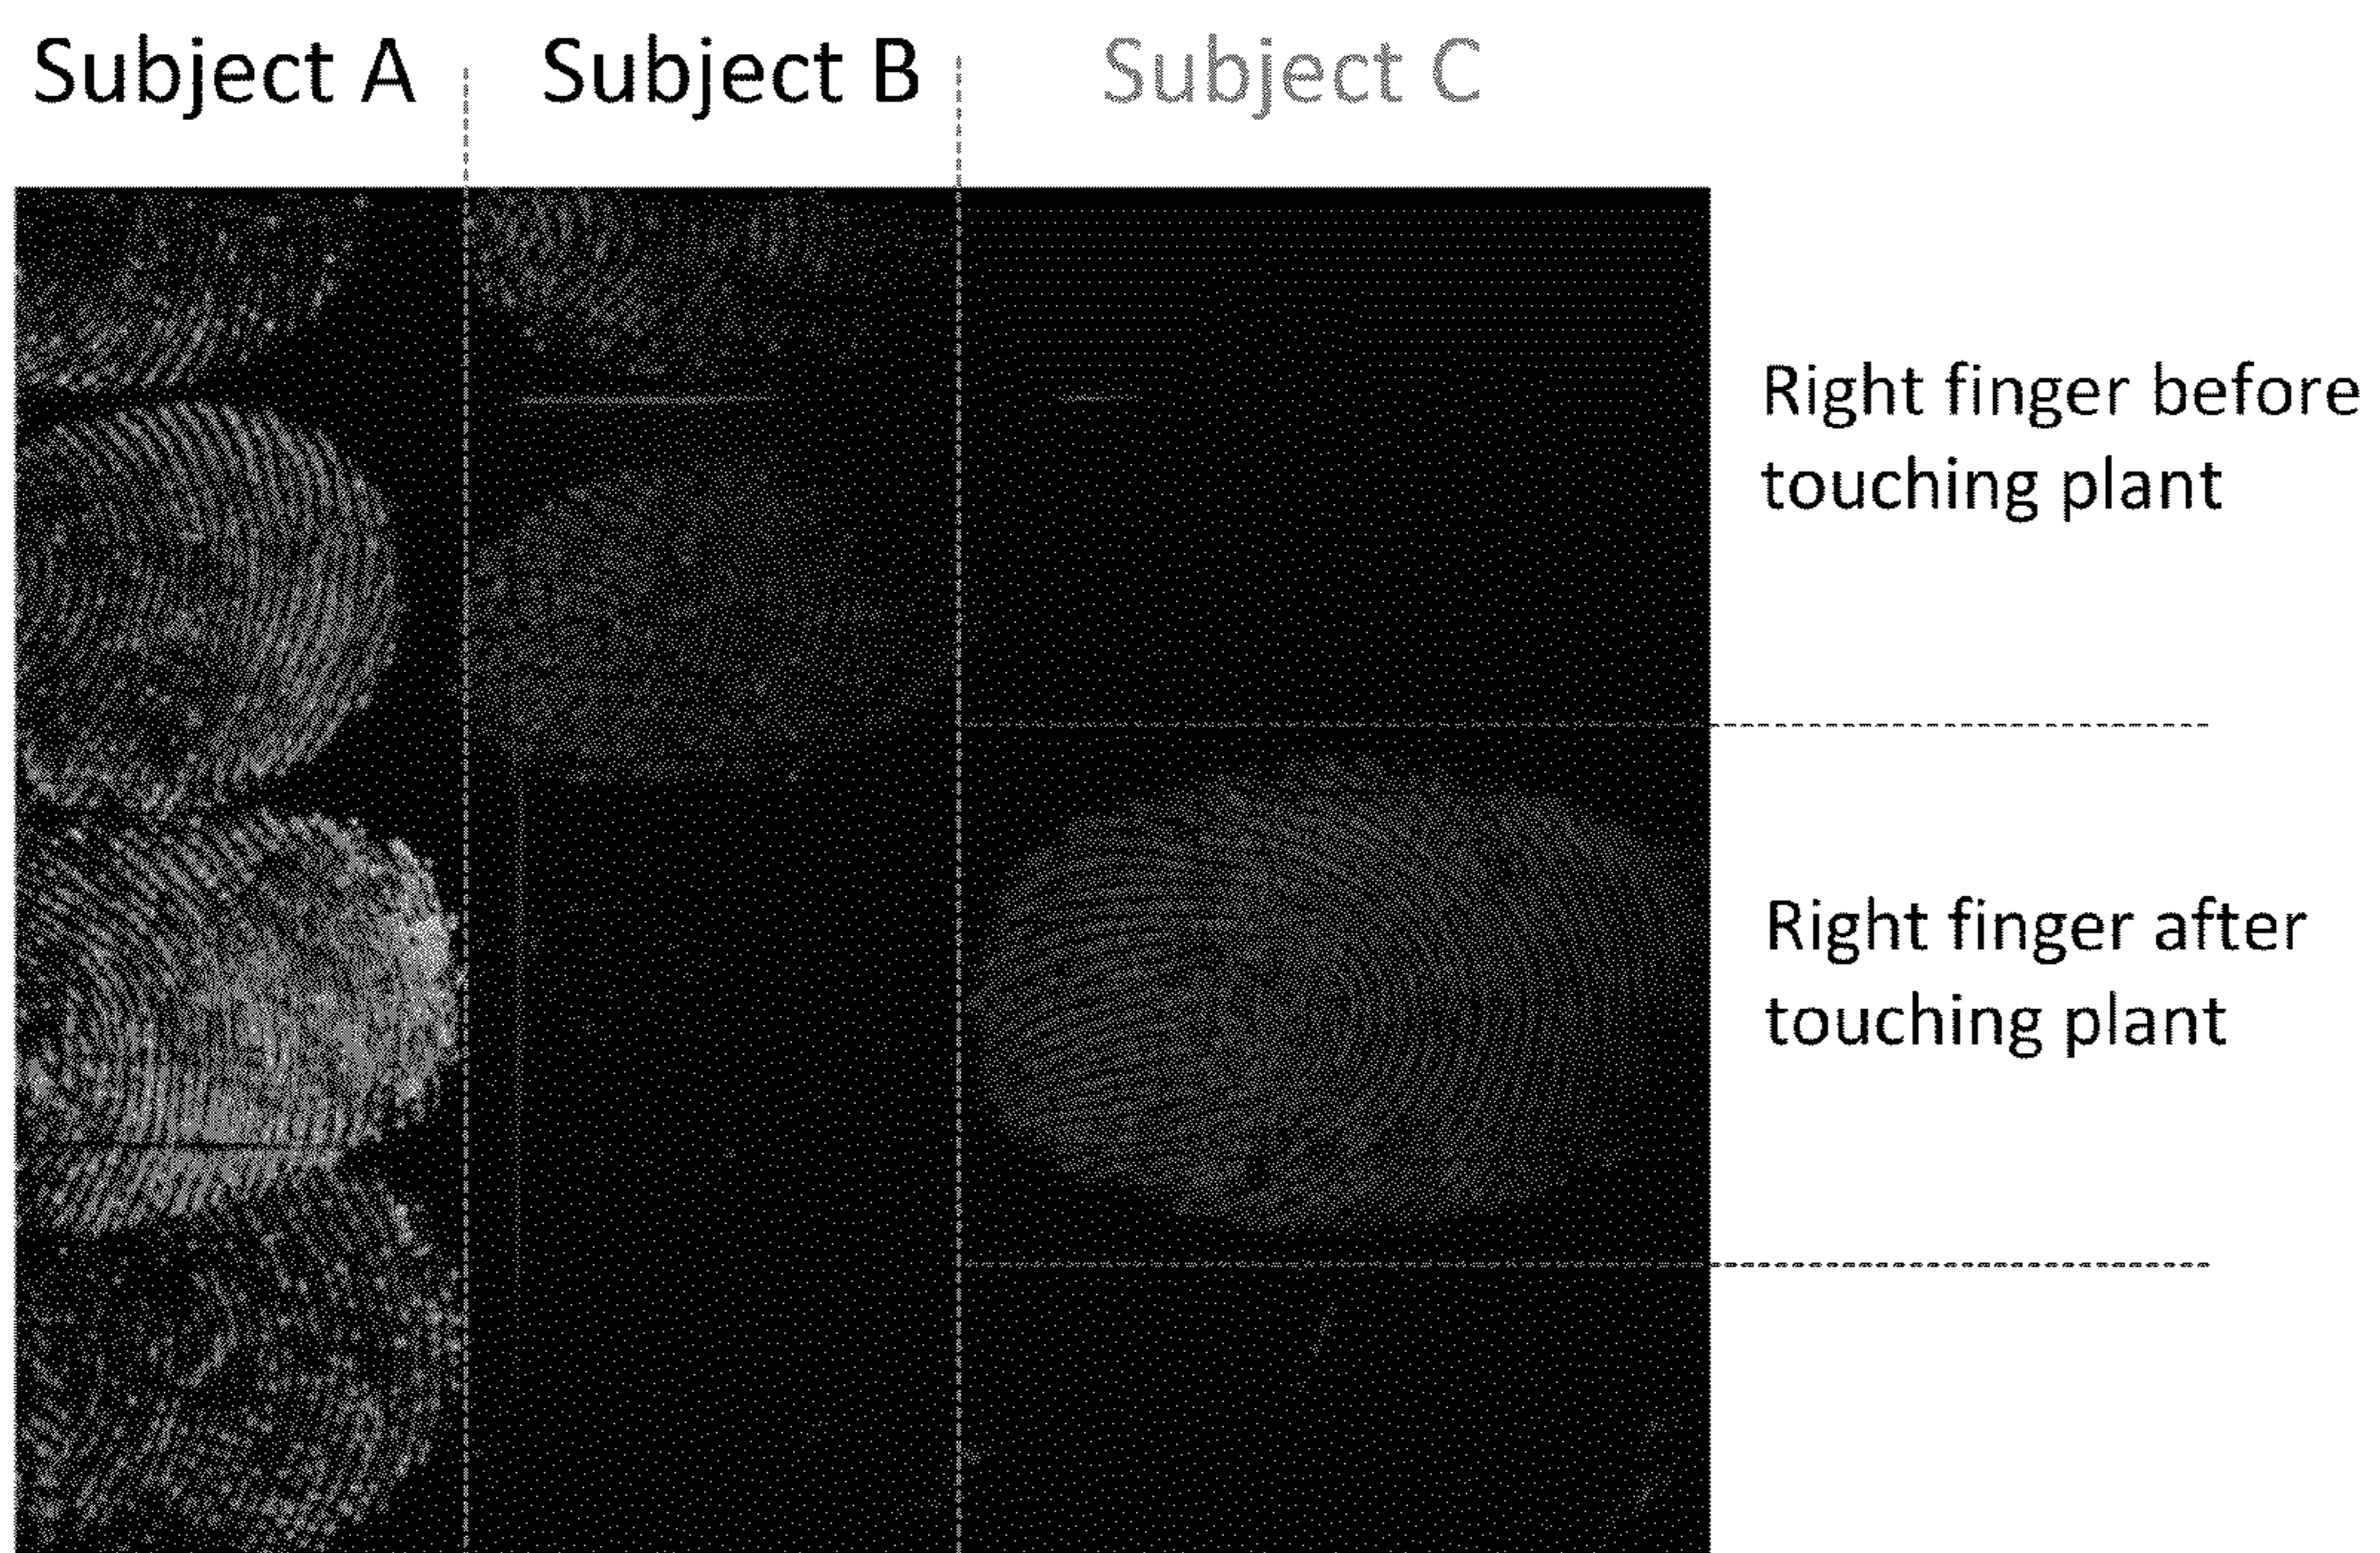 Subject A
Subject B
Subject C
Right finger before
touching plant
Right finger after
touching plant